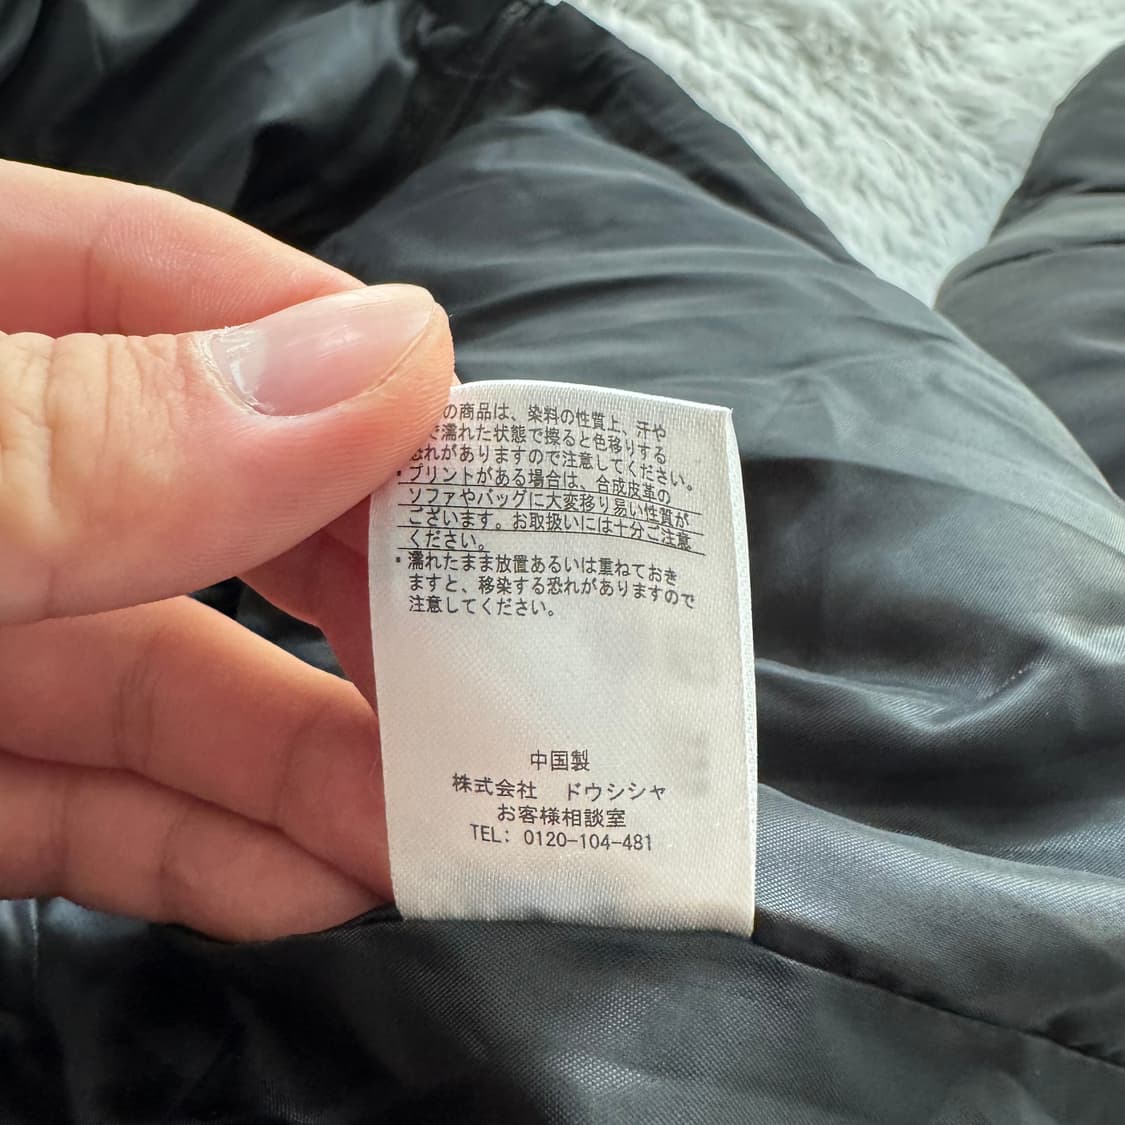 の商品は、染料の性質上、汗や
で濡れた状態で擦ると色移りする
恐れがありますので注意してください。
・プリントがある場合は、合成皮革の
ソファやバッグに大変移り易い性質が
ございます。お取扱いには十分ご注意
ください。
・濡れたまま放置あるいは重ねておき
ますと、移染する恐れがありますので
注意してください。
中国製
株式会社　ドウシシャ
お客様相談室
TEL: 0120-104-481